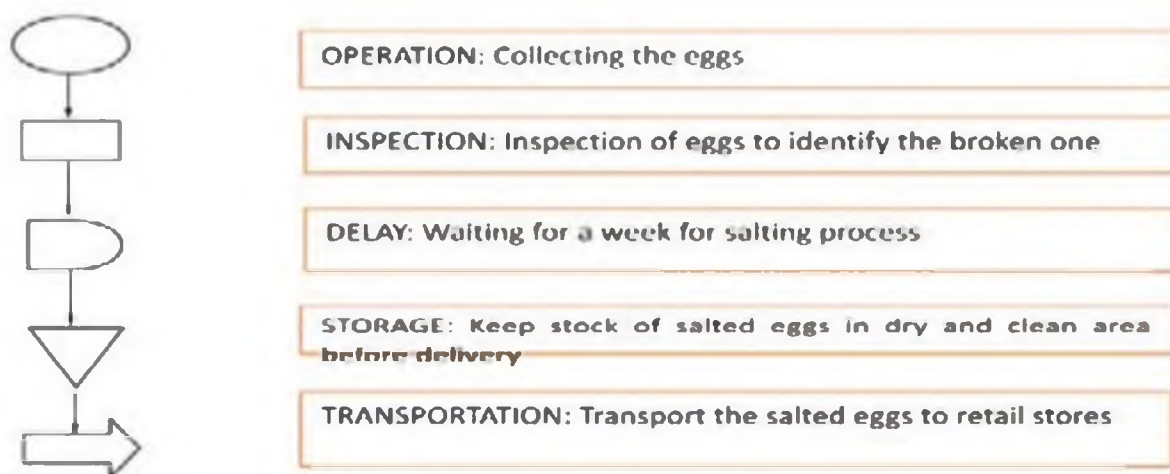 OPERATION: Collecting the eggs
INSPECTION: Inspection of eggs to identify the broken one
DELAY: Waiting for a week for salting process
STORAGE: Keep stock of salted eggs in dry and clean area
before delivery
TRANSPORTATION: Transport the salted eggs to retail stores